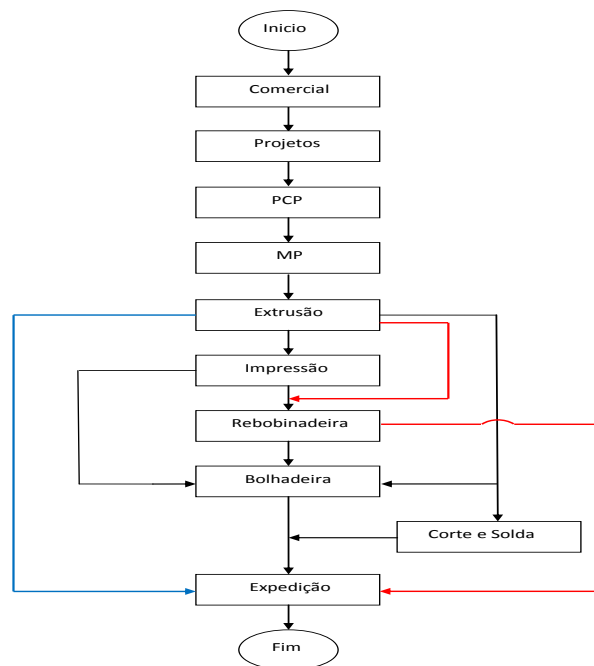 Inicio
Comercial
Projetos
PCP
MP
Extrusão
Impressão
Rebobinadeira
Bolhadeira
Corte e Solda
Expedição
Fim